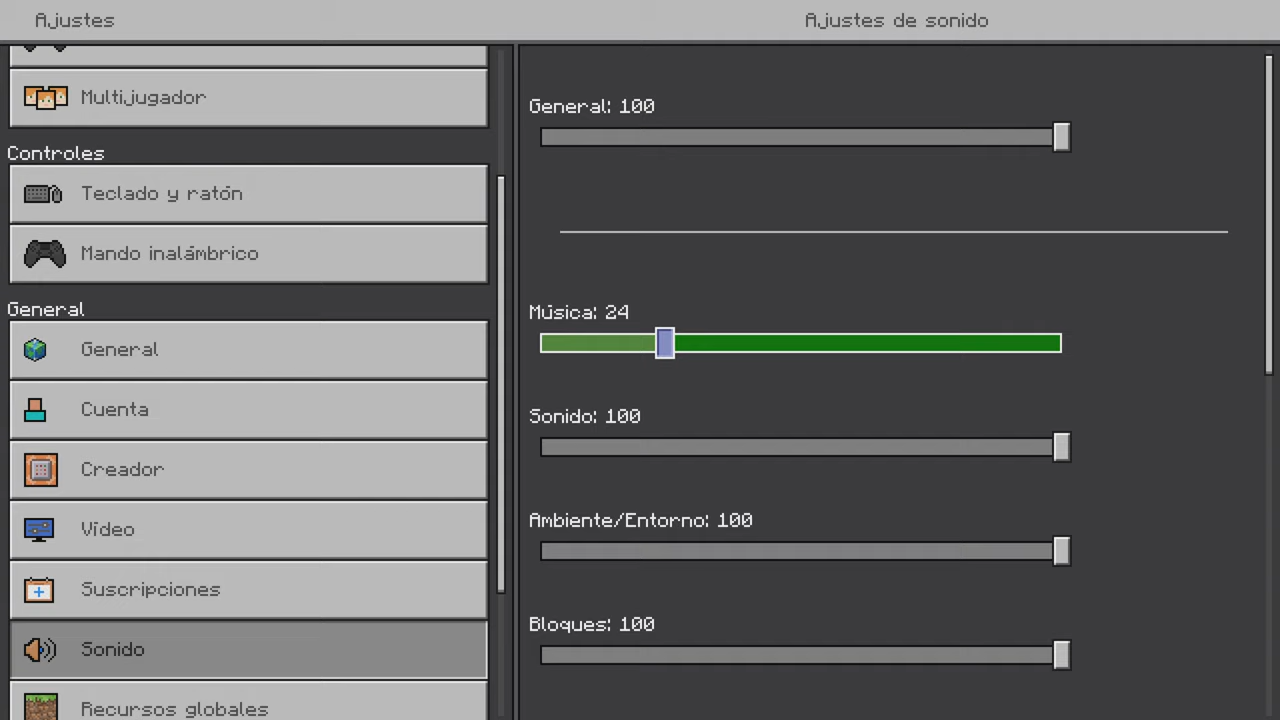 Ajustes
Ajustes de sonido
Multijugador
Controles
Teclado y ratón
Mando inalámbrico
General
General
Cuenta
Creador
Vídeo
Suscripciones
Sonido
Recursos globales
General: 100
Música: 24
Sonido: 100
Ambiente/Entorno: 100
Bloques: 100